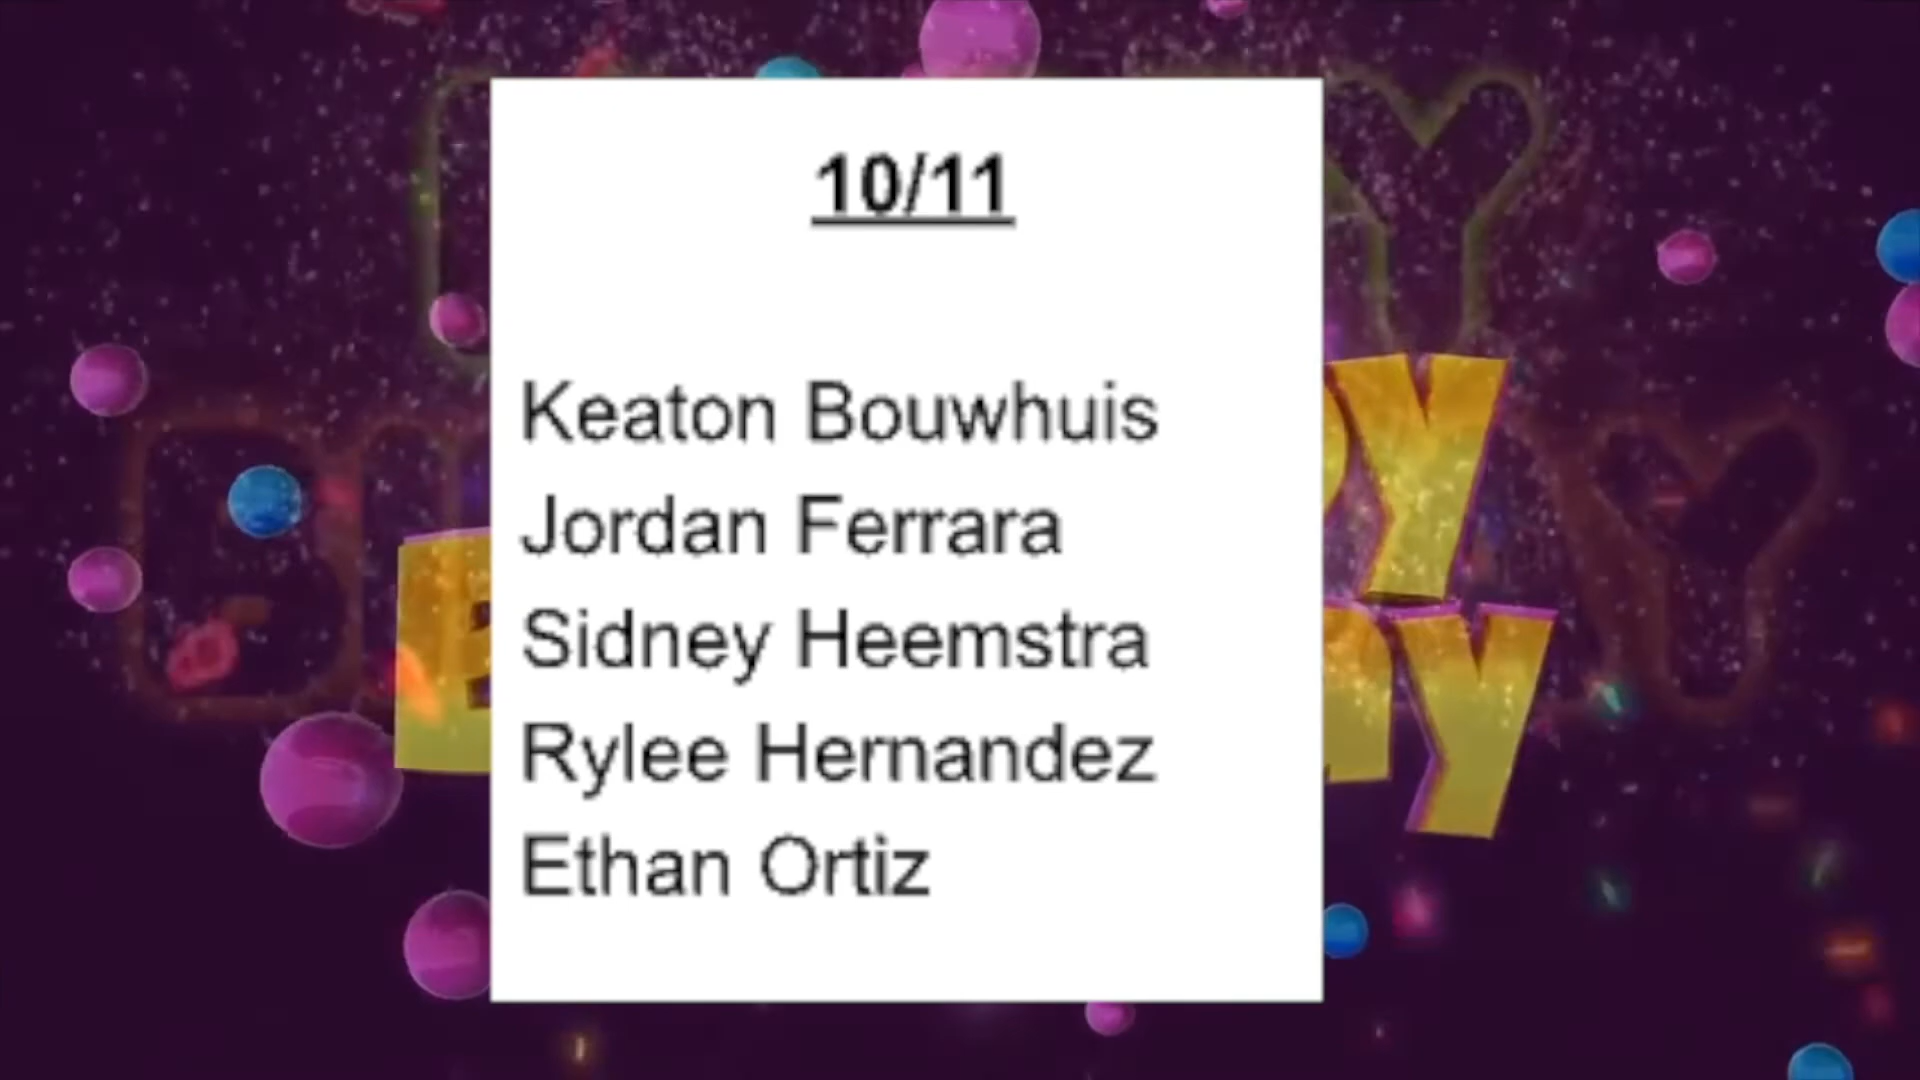 10/11
Keaton Bouwhuis
Jordan Ferrara
Sidney Heemstra
Rylee Hernandez
Ethan Ortiz